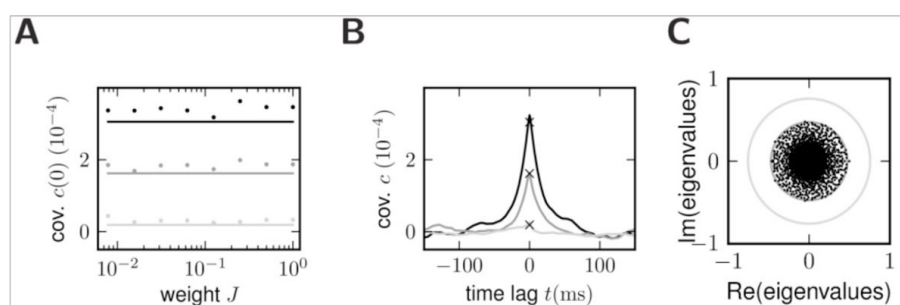 A
B
C
cov. c(0) (10⁻⁴)
2
0
10⁻² 10⁻¹ 10⁰
weight J
cov. c (10⁻⁴)
2
0
−100 0 100
time lag t(ms)
Im(eigenvalues)
1
0
−1
−1 0 1
Re(eigenvalues)